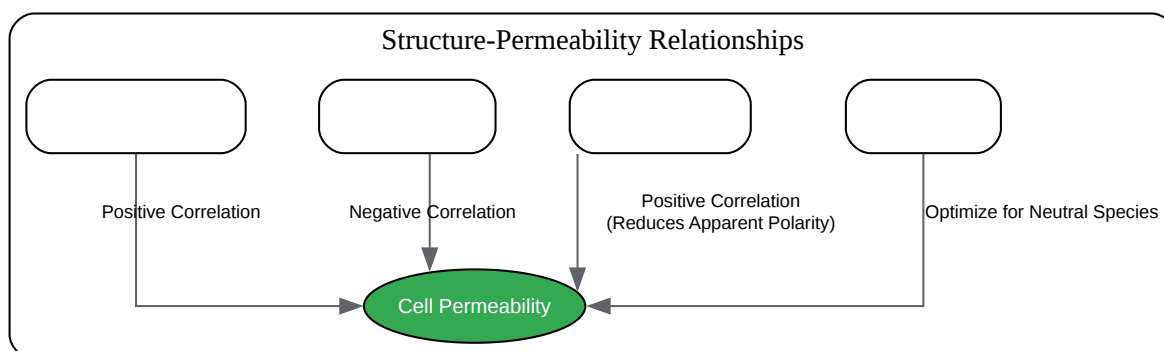 Structure-Permeability Relationships
Positive Correlation
Negative Correlation
Positive Correlation
(Reduces Apparent Polarity)
Optimize for Neutral Species
Cell Permeability